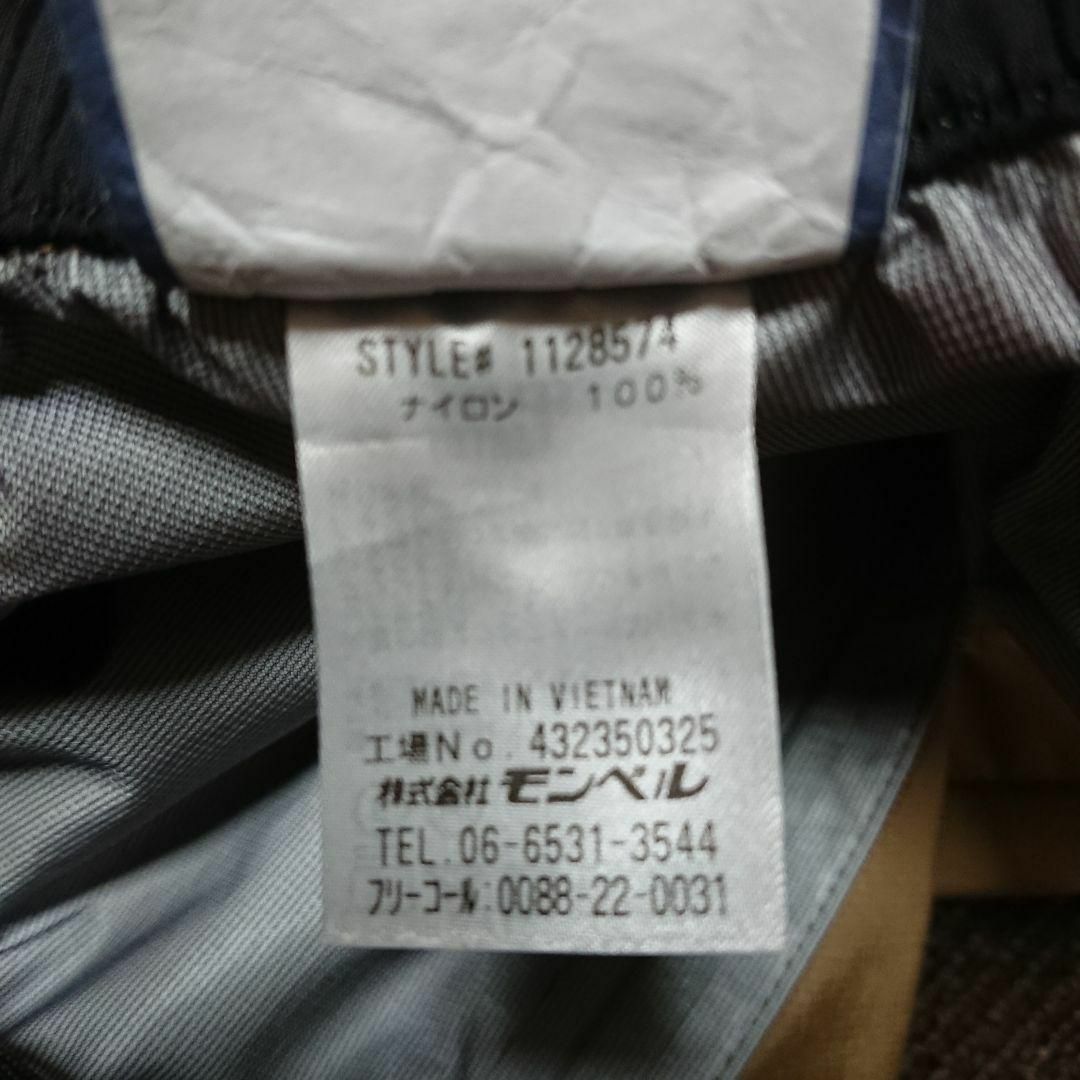 STYLE# 1128574
ナイロン 100%
MADE IN VIETNAM
工場No. 432350325
株式会社 モンベル
TEL.06-6531-3544
フリーコール:0088-22-0031